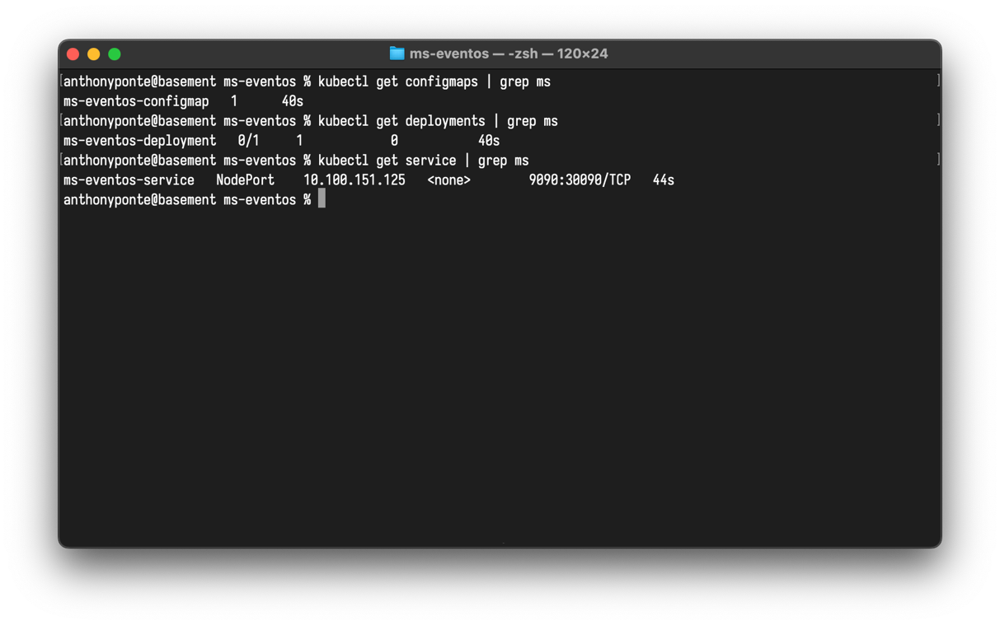 ms-eventos — -zsh — 120×24
[anthonyponte@basement ms-eventos % kubectl get configmaps | grep ms ]
ms-eventos-configmap 1 40s
[anthonyponte@basement ms-eventos % kubectl get deployments | grep ms ]
ms-eventos-deployment 0/1 1 0 40s
[anthonyponte@basement ms-eventos % kubectl get service | grep ms ]
ms-eventos-service NodePort 10.100.151.125 <none> 9090:30090/TCP 44s
anthonyponte@basement ms-eventos %